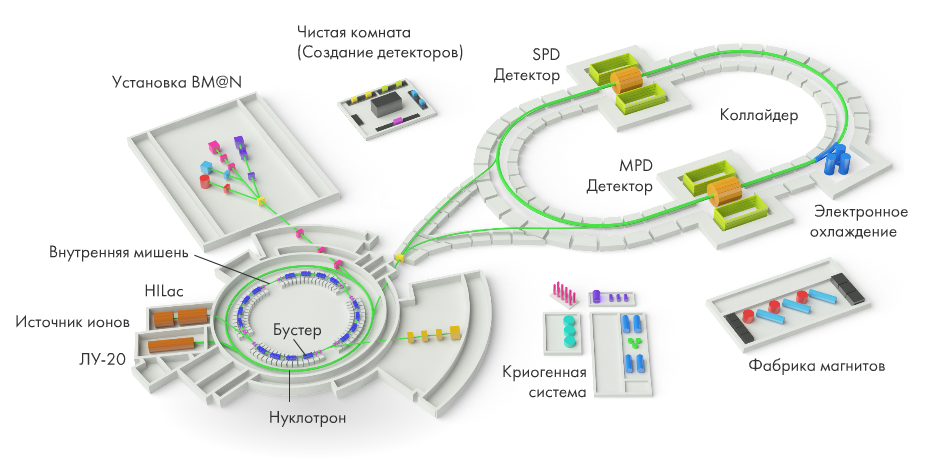 Чистая комната
(Создание детекторов)
SPD
Детектор
Установка BM@N
Коллайдер
MPD
Детектор
Электронное
охлаждение
Внутренняя мишень
HILac
Источник ионов
Бустер
ЛУ-20
Криогенная
система
Фабрика магнитов
Нуклотрон